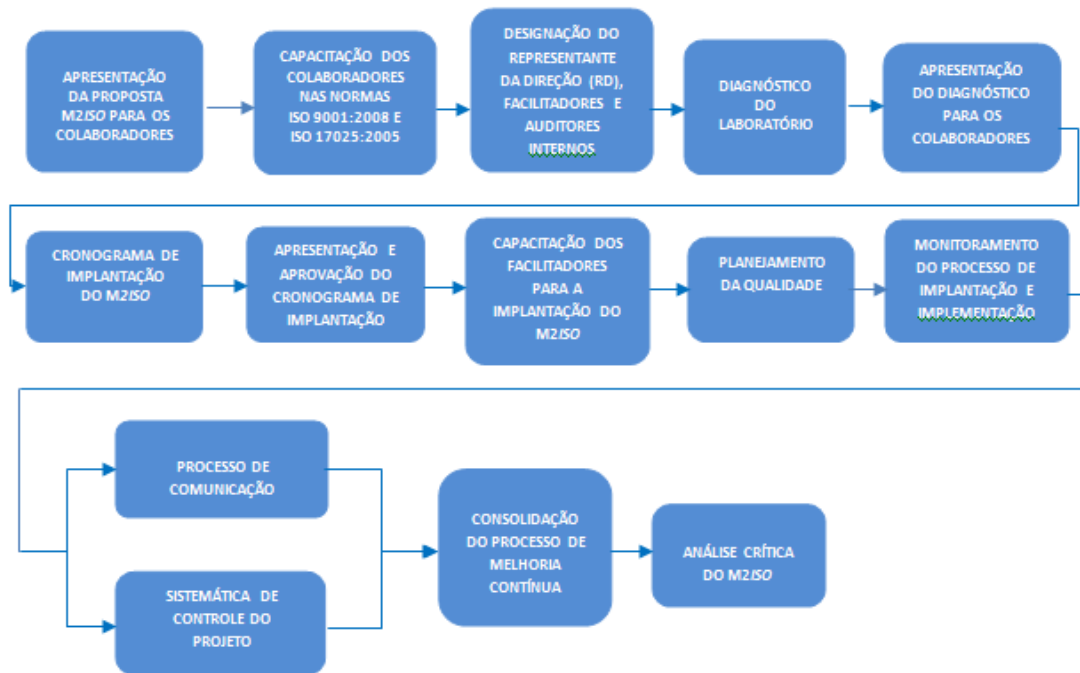 APRESENTAÇÃO
DA PROPOSTA
M2ISO PARA OS
COLABORADORES
CAPACITAÇÃO DOS
COLABORADORES
NAS NORMAS
ISO 9001:2008 E
ISO 17025:2005
DESIGNAÇÃO DO
REPRESENTANTE
DA DIREÇÃO (RD),
FACILITADORES E
AUDITORES
INTERNOS
DIAGNÓSTICO
DO
LABORATÓRIO
APRESENTAÇÃO
DO DIAGNÓSTICO
PARA OS
COLABORADORES
CRONOGRAMA DE
IMPLANTAÇÃO
DO M2ISO
APRESENTAÇÃO E
APROVAÇÃO DO
CRONOGRAMA DE
IMPLANTAÇÃO
CAPACITAÇÃO DOS
FACILITADORES
PARA A
IMPLANTAÇÃO DO
M2ISO
PLANEJAMENTO
DA QUALIDADE
MONITORAMENTO
DO PROCESSO DE
IMPLANTAÇÃO E
IMPLEMENTAÇÃO
PROCESSO DE
COMUNICAÇÃO
SISTEMÁTICA DE
CONTROLE DO
PROJETO
CONSOLIDAÇÃO
DO PROCESSO DE
MELHORIA
CONTÍNUA
ANÁLISE CRÍTICA
DO M2ISO